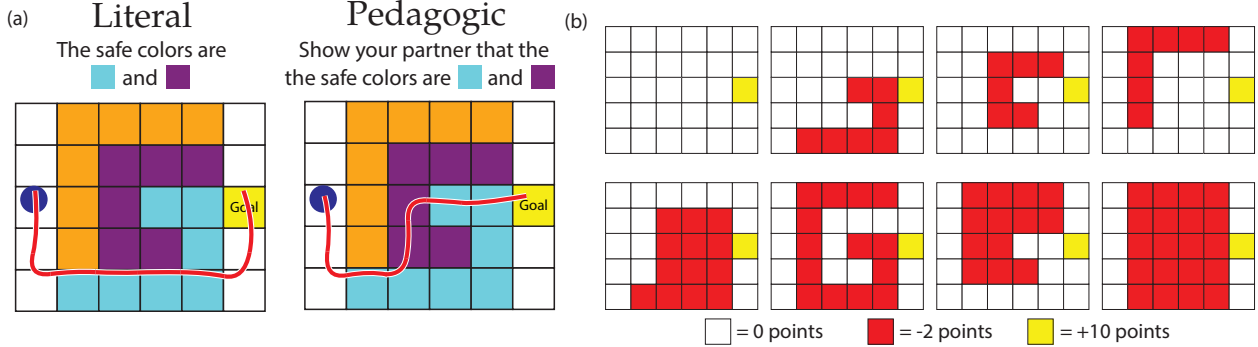 (a)
Literal
The safe colors are
and
Goal
Pedagogic
Show your partner that the
the safe colors are and
Goal
(b)
= 0 points = -2 points = +10 points